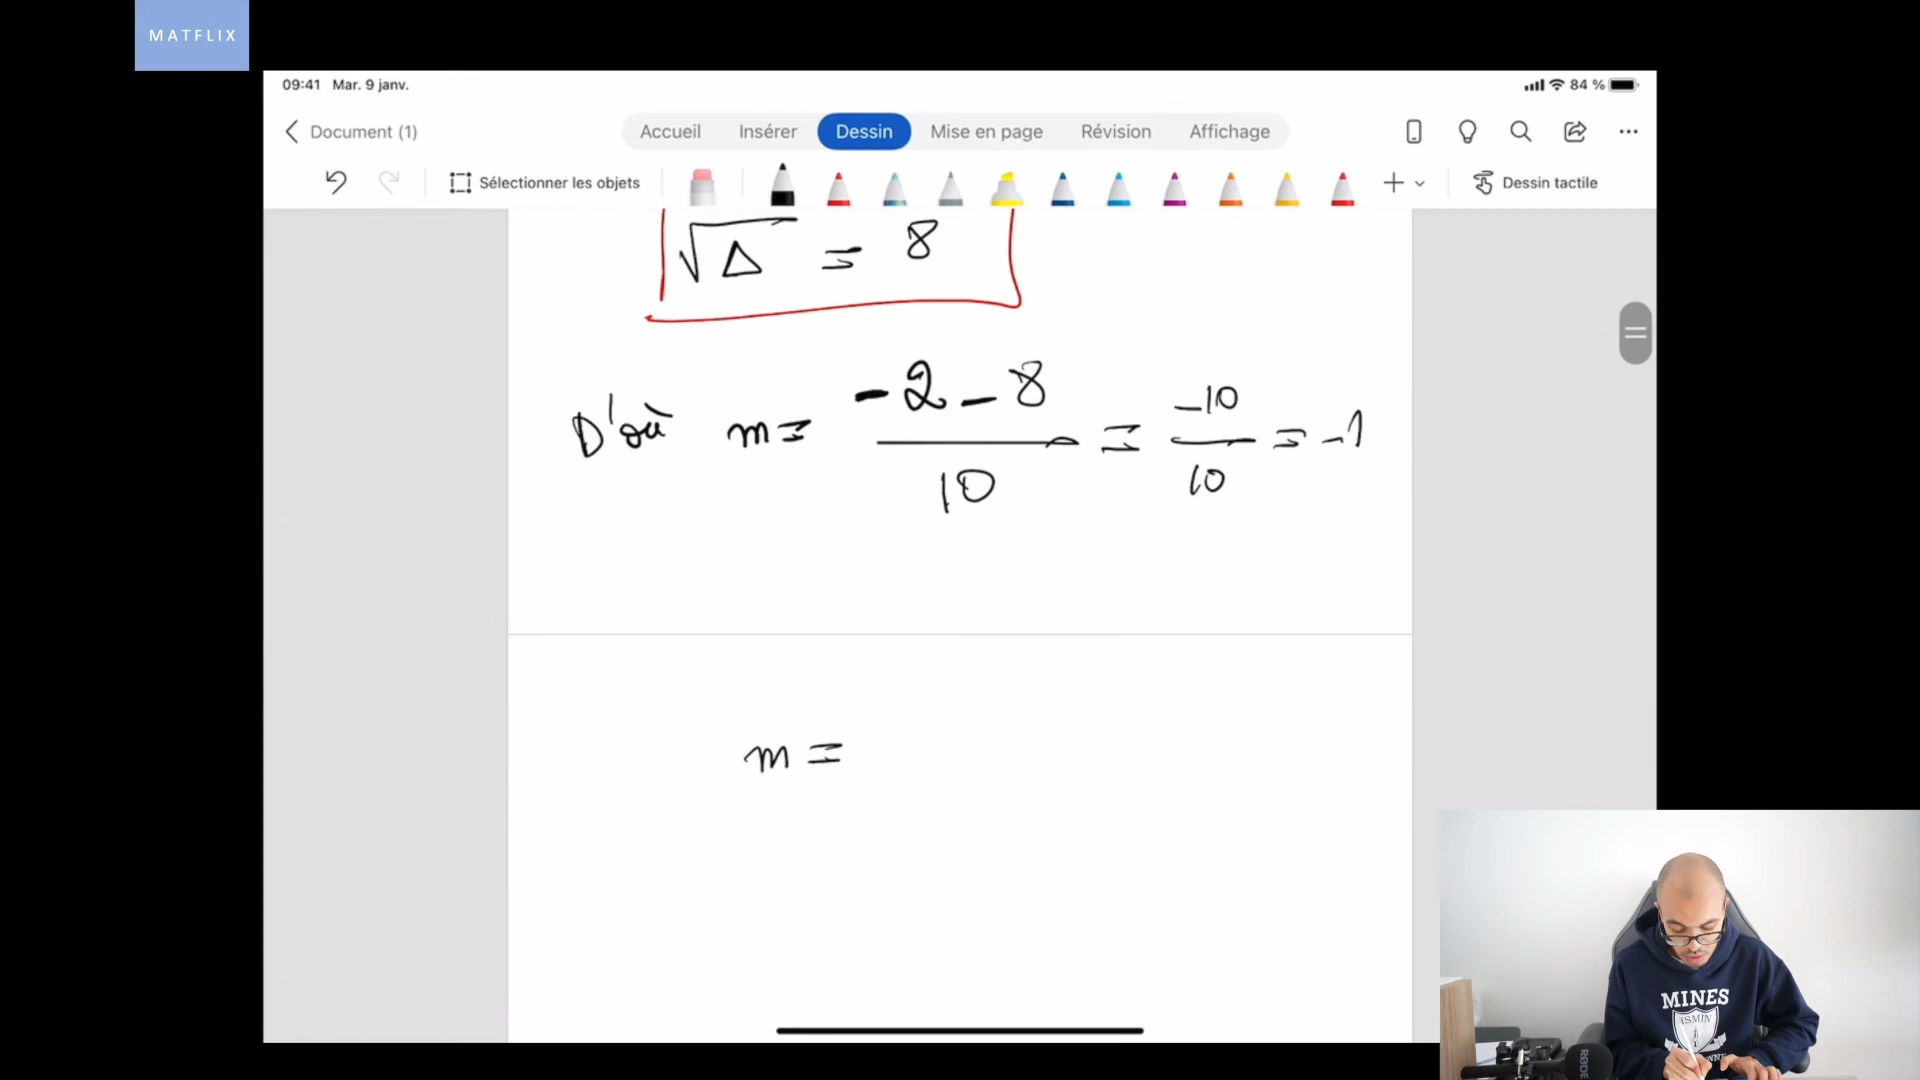 MATFLIX
09:41 Mar. 9 janv. 84 %
Document (1) Accueil Insérer Dessin Mise en page Révision Affichage
Sélectionner les objets Dessin tactile
√Δ = 8
D'où m = (-2 - 8)/10 = -10/10 = -1
m =
MINES
RØDE